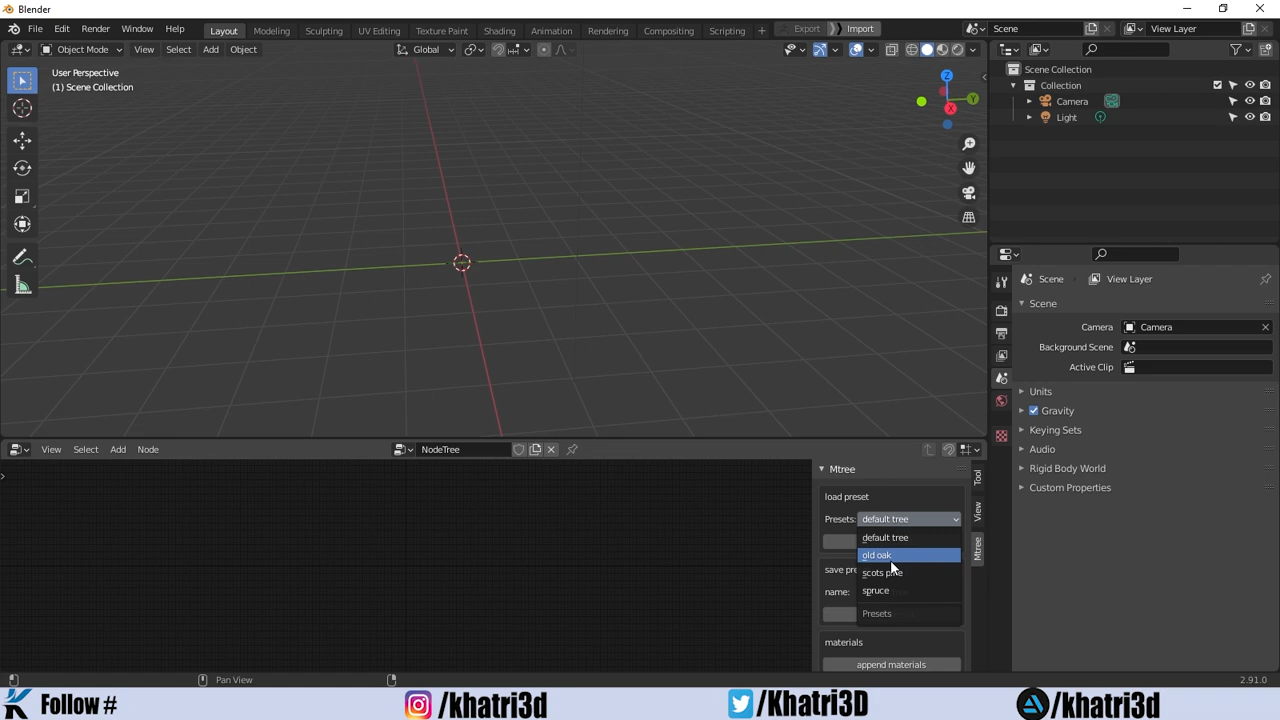 Blender
File Edit Render Window Help Layout Modeling Sculpting UV Editing Texture Paint Shading Animation Rendering Compositing Scripting + Export Import Scene View Layer
Object Mode View Select Add Object Global
User Perspective
(1) Scene Collection
Z
Y
X
Scene Collection
Collection
Camera
Light
Scene View Layer
Scene
Camera Camera
Background Scene
Active Clip
Units
Gravity
Keying Sets
Audio
Rigid Body World
Custom Properties
View Select Add Node NodeTree
Mtree
load preset
Presets: default tree
default tree
old oak
scots pine
spruce
Presets
save pre
name:
materials
append materials
Tool
View
Mtree
Pan View
2.91.0
Follow # /khatri3d /Khatri3D /khatri3d